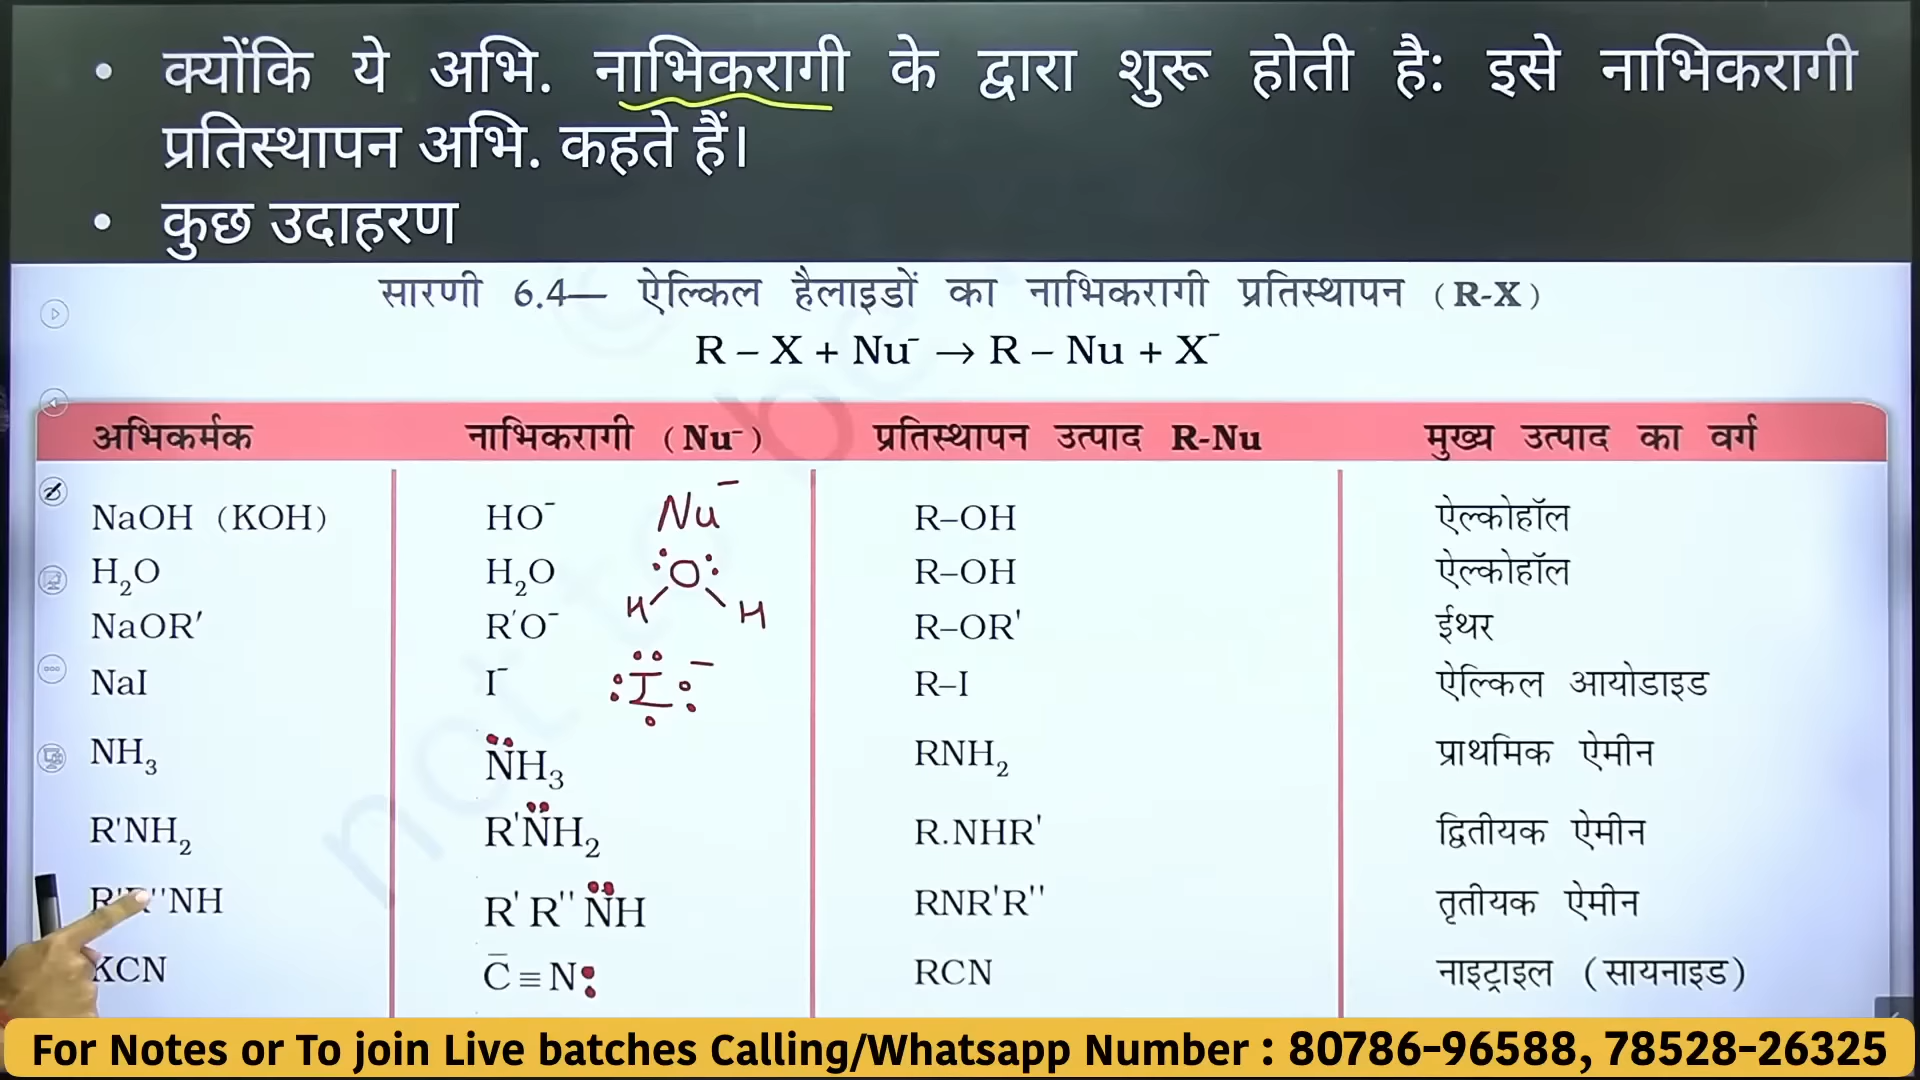 • क्योंकि ये अभि. नाभिकरागी के द्वारा शुरू होती है: इसे नाभिकरागी
प्रतिस्थापन अभि. कहते हैं।
• कुछ उदाहरण
सारणी 6.4— ऐल्किल हैलाइडों का नाभिकरागी प्रतिस्थापन (R-X)
R – X + Nu⁻ → R – Nu + X⁻
अभिकर्मक नाभिकरागी (Nu⁻) प्रतिस्थापन उत्पाद R-Nu मुख्य उत्पाद का वर्ग
NaOH (KOH) HO⁻ Nu⁻ R–OH ऐल्कोहॉल
H₂O H₂O :O: R–OH ऐल्कोहॉल
H H
NaOR′ R′O⁻ R–OR' ईथर
NaI I⁻ I⁻ R–I ऐल्किल आयोडाइड
NH₃ N̈H₃ RNH₂ प्राथमिक ऐमीन
R'NH₂ R'N̈H₂ R.NHR' द्वितीयक ऐमीन
R''NH R' R'' N̈H RNR'R'' तृतीयक ऐमीन
KCN C̄≡N: RCN नाइट्राइल (सायनाइड)
For Notes or To join Live batches Calling/Whatsapp Number : 80786-96588, 78528-26325